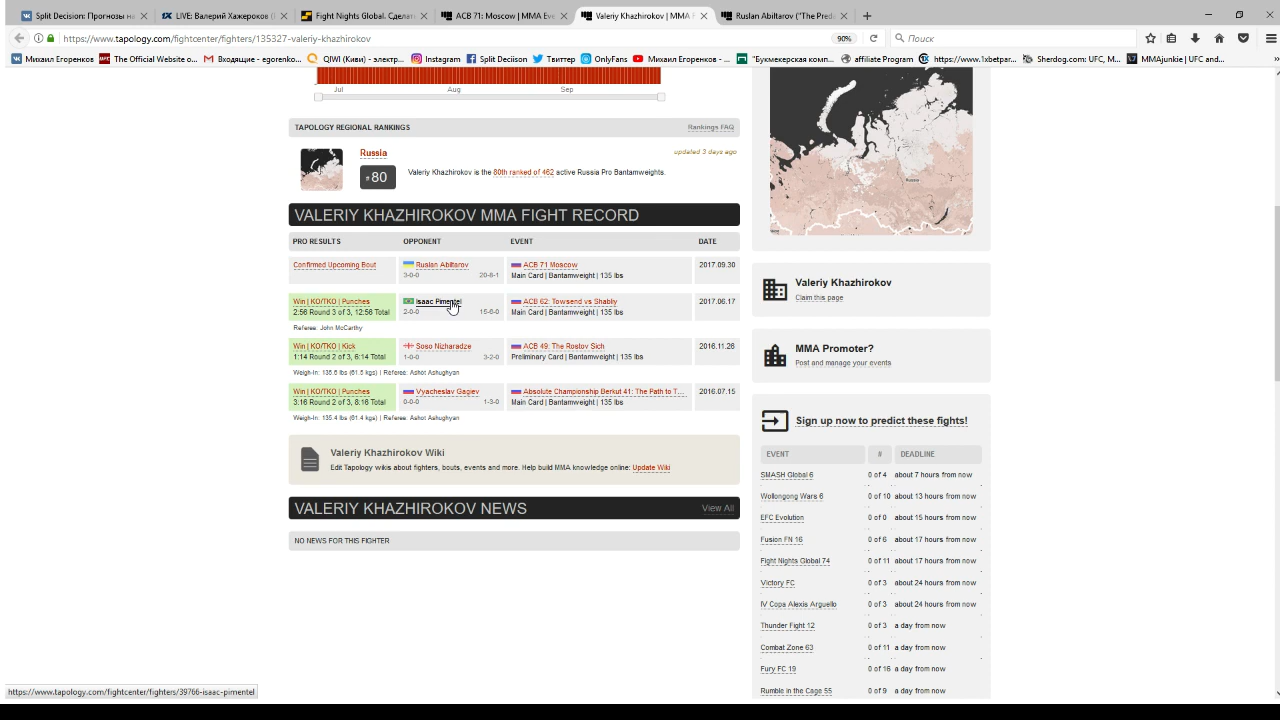 Split Decision: Прогнозы на
LIVE: Валерий Хажероков (
Fight Nights Global. Сделать
ACB 71: Moscow | MMA Eve
Valeriy Khazhirokov | MMA F
Ruslan Abiltarov ("The Pred
https://www.tapology.com/fightcenter/fighters/135327-valeriy-khazhirokov
90%
Поиск
Михаил Егоренков
The Official Website o...
Входящие - egorenko...
QIWI (Киви) - электр...
Instagram
Split Deciison
Твиттер
OnlyFans
Михаил Егоренков - ...
"Букмекерская комп...
affiliate Program
https://www.1xbetpar...
Sherdog.com: UFC, M...
MMAjunkie | UFC and...
Jul
Aug
Sep
TAPOLOGY REGIONAL RANKINGS
Rankings FAQ
Russia
updated 3 days ago
#80
Valeriy Khazhirokov is the 80th ranked of 462 active Russia Pro Bantamweights.
Russia
VALERIY KHAZHIROKOV MMA FIGHT RECORD
PRO RESULTS
OPPONENT
EVENT
DATE
Confirmed Upcoming Bout
Ruslan Abiltarov
ACB 71 Moscow
2017.09.30
3-0-0
20-6-1
Main Card | Bantamweight | 135 lbs
Win | KO/TKO | Punches
Isaac Pimentel
ACB 62: Towsend vs Shabliy
2017.06.17
2:56 Round 3 of 3, 12:56 Total
2-0-0
15-6-0
Main Card | Bantamweight | 135 lbs
Referee: John McCarthy
Win | KO/TKO | Kick
Soso Nizharadze
ACB 49: The Rostov Sich
2016.11.26
1:14 Round 2 of 3, 6:14 Total
1-0-0
3-2-0
Preliminary Card | Bantamweight | 135 lbs
Weigh-In: 135.6 lbs (61.5 kgs) | Referee: Ashot Ashughyan
Win | KO/TKO | Punches
Vyacheslav Gagiev
Absolute Championship Berkut 41: The Path to T...
2016.07.15
3:16 Round 2 of 3, 8:16 Total
0-0-0
1-3-0
Main Card | Bantamweight | 135 lbs
Weigh-In: 135.4 lbs (61.4 kgs) | Referee: Ashot Ashughyan
Valeriy Khazhirokov Wiki
Edit Tapology wikis about fighters, bouts, events and more. Help build MMA knowledge online: Update Wiki
VALERIY KHAZHIROKOV NEWS
View All
NO NEWS FOR THIS FIGHTER
Valeriy Khazhirokov
Claim this page
MMA Promoter?
Post and manage your events
Sign up now to predict these fights!
EVENT
#
DEADLINE
SMASH Global 6
0 of 4
about 7 hours from now
Wollongong Wars 6
0 of 10
about 13 hours from now
EFC Evolution
0 of 0
about 15 hours from now
Fusion FN 16
0 of 6
about 17 hours from now
Fight Nights Global 74
0 of 11
about 17 hours from now
Victory FC
0 of 3
about 24 hours from now
IV Copa Alexis Arguello
0 of 3
about 24 hours from now
Thunder Fight 12
0 of 3
a day from now
Combat Zone 63
0 of 11
a day from now
Fury FC 19
0 of 16
a day from now
Rumble in the Cage 55
0 of 9
a day from now
https://www.tapology.com/fightcenter/fighters/39766-isaac-pimentel